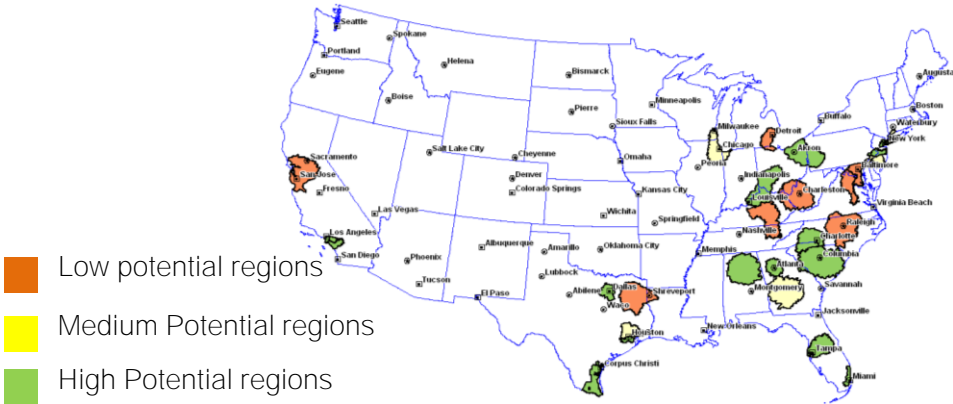 Seattle
Spokane
Portland
Helena
Bismarck
Augusta
Eugene
Minneapolis
Boise
Pierre
Boston
Buffalo
Waterbury
Sioux Falls
Milwaukee
Detroit
New York
Chicago
Akron
Salt Lake City
Cheyenne
Omaha
Peoria
Sacramento
Baltimore
San Jose
Denver
Indianapolis
Fresno
Colorado Springs
Kansas City
Louisville
Charleston
Virginia Beach
Las Vegas
Wichita
Springfield
Raleigh
Nashville
Los Angeles
Charlotte
Albuquerque
Amarillo
Oklahoma City
Memphis
San Diego
Phoenix
Columbia
Atlanta
Low potential regions
Tucson
Lubbock
El Paso
Abilene
Dallas
Shreveport
Montgomery
Savannah
Waco
Jacksonville
Medium Potential regions
New Orleans
Houston
Tampa
Corpus Christi
Miami
High Potential regions